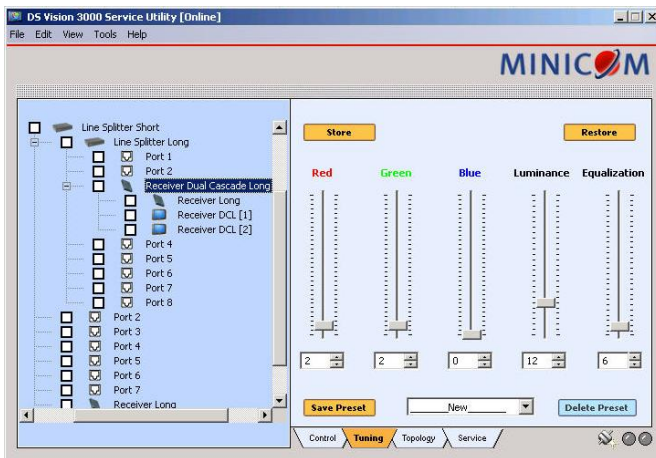 DS Vision 3000 Service Utility [Online]
File Edit View Tools Help
MINICOM
Line Splitter Short
Line Splitter Long
Port 1
Port 2
Receiver Dual Cascade Long
Receiver Long
Receiver DCL [1]
Receiver DCL [2]
Port 4
Port 5
Port 6
Port 7
Port 8
Port 2
Port 3
Port 4
Port 5
Port 6
Port 7
Receiver Long
Store Restore
Red Green Blue Luminance Equalization
2 2 0 12 6
Save Preset ____New____ Delete Preset
Control Tuning Topology Service